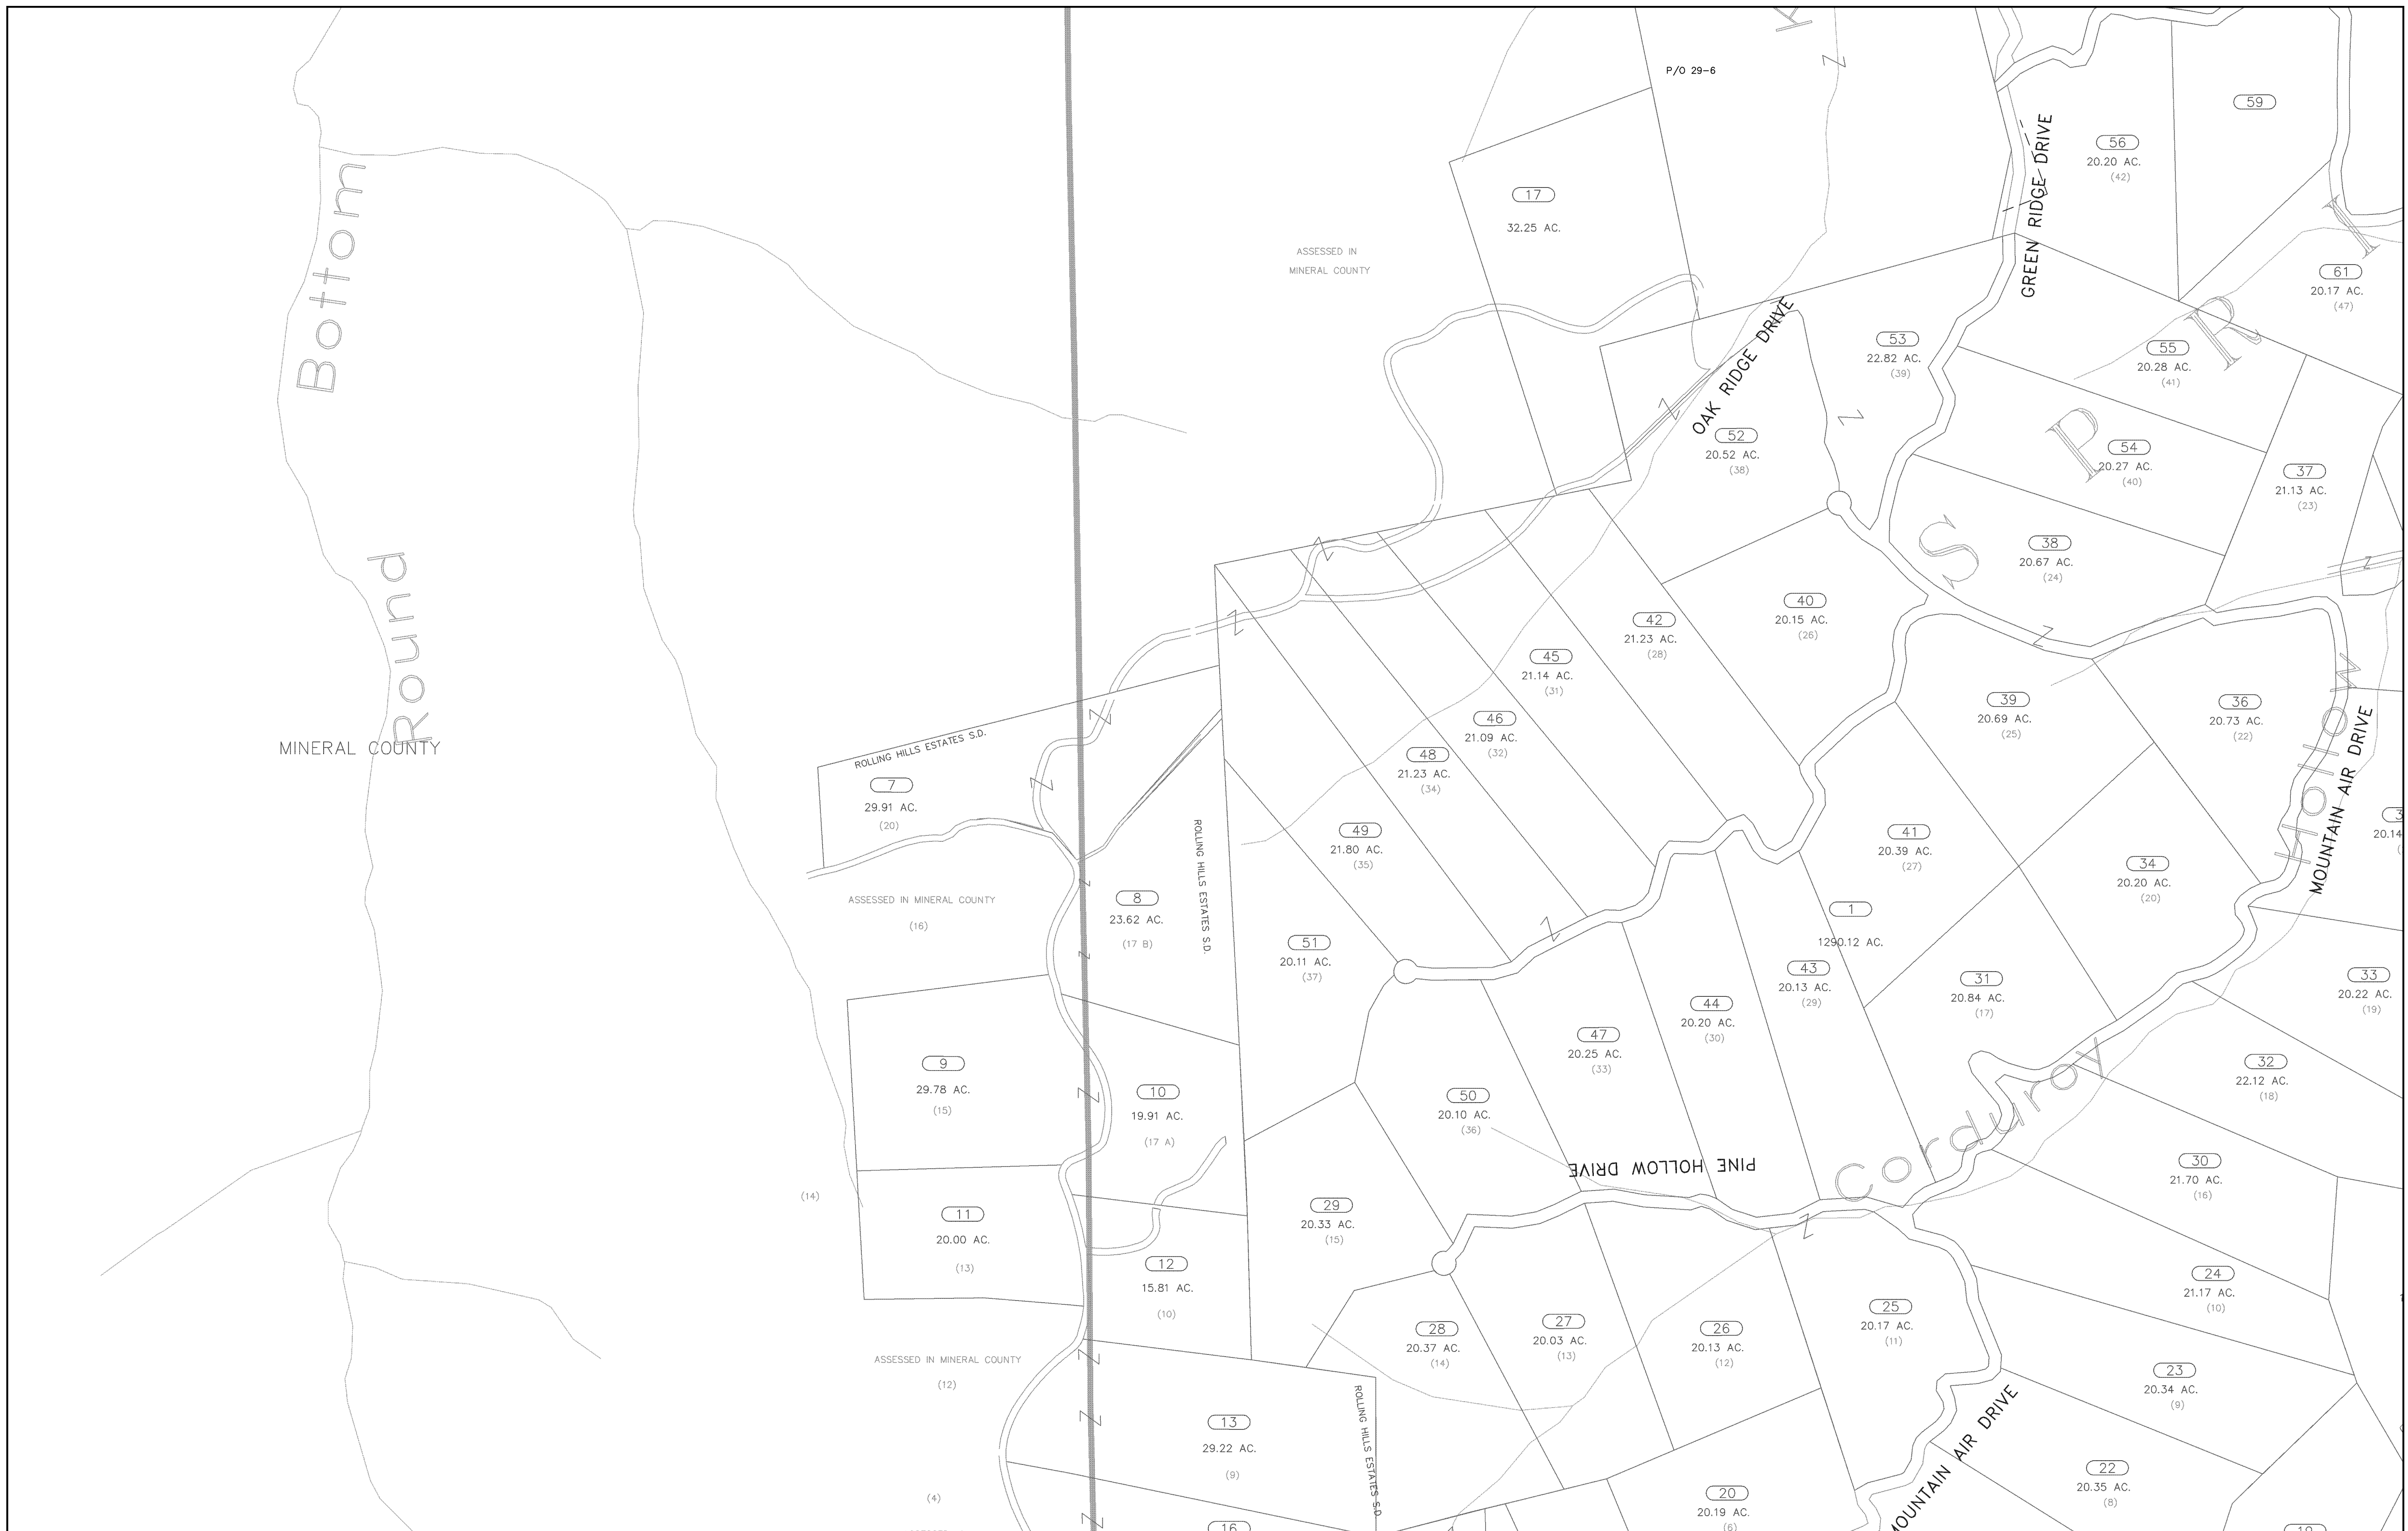 P/O 29-6
59
56
20.20 AC.
(42)
17
32.25 AC.
GREEN RIDGE DRIVE
ASSESSED IN
MINERAL COUNTY
61
20.17 AC.
(47)
Bottom
OAK RIDGE DRIVE
53
22.82 AC.
(39)
55
20.28 AC.
(41)
52
20.52 AC.
(38)
54
20.27 AC.
(40)
37
21.13 AC.
(23)
38
20.67 AC.
(24)
S P R I
Round
MINERAL COUNTY
40
20.15 AC.
(26)
42
21.23 AC.
(28)
45
21.14 AC.
(31)
46
21.09 AC.
(32)
48
21.23 AC.
(34)
39
20.69 AC.
(25)
36
20.73 AC.
(22)
Hollow
MOUNTAIN AIR DRIVE
ROLLING HILLS ESTATES S.D.
7
29.91 AC.
(20)
49
21.80 AC.
(35)
41
20.39 AC.
(27)
34
20.20 AC.
(20)
20.14
ASSESSED IN MINERAL COUNTY
(16)
8
23.62 AC.
(17 B)
ROLLING HILLS ESTATES S.D.
51
20.11 AC.
(37)
1
1290.12 AC.
43
20.13 AC.
(29)
31
20.84 AC.
(17)
33
20.22 AC.
(19)
44
20.20 AC.
(30)
47
20.25 AC.
(33)
9
29.78 AC.
(15)
10
19.91 AC.
(17 A)
50
20.10 AC.
(36)
32
22.12 AC.
(18)
Corduroy
PINE HOLLOW DRIVE
30
21.70 AC.
(16)
(14)
11
20.00 AC.
(13)
29
20.33 AC.
(15)
12
15.81 AC.
(10)
24
21.17 AC.
(10)
28
20.37 AC.
(14)
27
20.03 AC.
(13)
26
20.13 AC.
(12)
25
20.17 AC.
(11)
ASSESSED IN MINERAL COUNTY
(12)
23
20.34 AC.
(9)
13
29.22 AC.
(9)
ROLLING HILLS ESTATES S.D.
MOUNTAIN AIR DRIVE
22
20.35 AC.
(8)
(4)
20
20.19 AC.
(6)
16